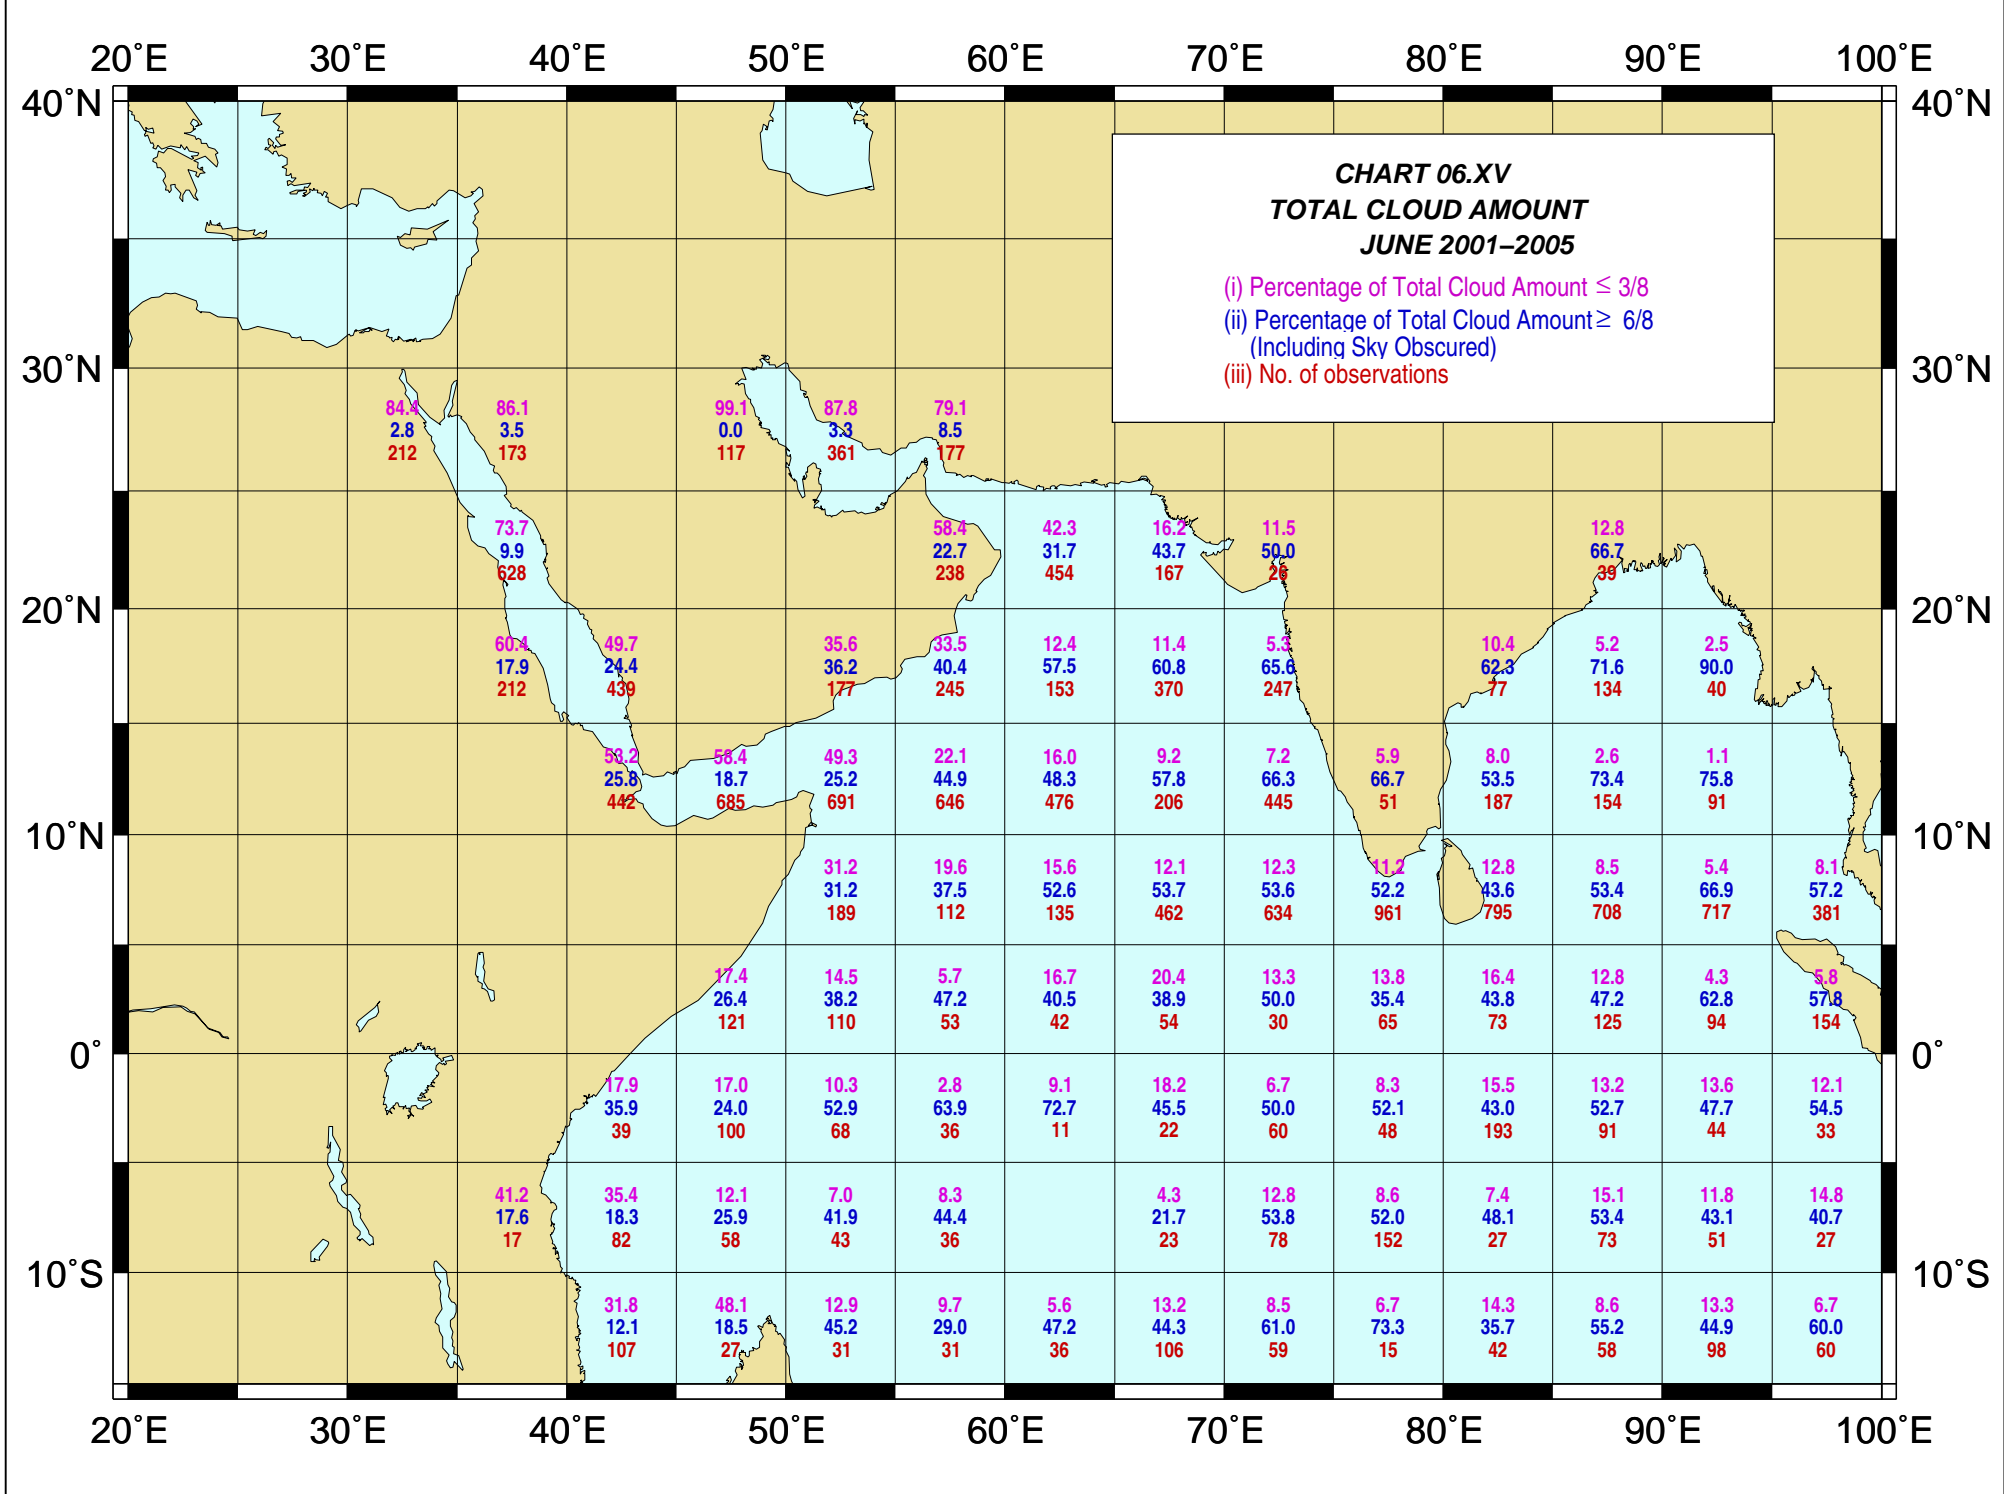 20°E 30°E 40°E 50°E 60°E 70°E 80°E 90°E 100°E
40°N 40°N
CHART 06.XV
TOTAL CLOUD AMOUNT
JUNE 2001–2005
(i) Percentage of Total Cloud Amount ≤ 3/8
(ii) Percentage of Total Cloud Amount ≥ 6/8
(Including Sky Obscured)
(iii) No. of observations
30°N 30°N
84.4 86.1 99.1 87.8 79.1
2.8 3.5 0.0 3.3 8.5
212 173 117 361 177
73.7 58.4 42.3 16.2 11.5 12.8
9.9 22.7 31.7 43.7 50.0 66.7
628 238 454 167 26 39
20°N 20°N
60.4 49.7 35.6 33.5 12.4 11.4 5.3 10.4 5.2 2.5
17.9 24.4 36.2 40.4 57.5 60.8 65.6 62.3 71.6 90.0
212 439 177 245 153 370 247 77 134 40
53.2 58.4 49.3 22.1 16.0 9.2 7.2 5.9 8.0 2.6 1.1
25.8 18.7 25.2 44.9 48.3 57.8 66.3 66.7 53.5 73.4 75.8
442 685 691 646 476 206 445 51 187 154 91
10°N 10°N
31.2 19.6 15.6 12.1 12.3 11.2 12.8 8.5 5.4 8.1
31.2 37.5 52.6 53.7 53.6 52.2 43.6 53.4 66.9 57.2
189 112 135 462 634 961 795 708 717 381
17.4 14.5 5.7 16.7 20.4 13.3 13.8 16.4 12.8 4.3 5.8
26.4 38.2 47.2 40.5 38.9 50.0 35.4 43.8 47.2 62.8 57.8
121 110 53 42 54 30 65 73 125 94 154
0° 0°
17.9 17.0 10.3 2.8 9.1 18.2 6.7 8.3 15.5 13.2 13.6 12.1
35.9 24.0 52.9 63.9 72.7 45.5 50.0 52.1 43.0 52.7 47.7 54.5
39 100 68 36 11 22 60 48 193 91 44 33
41.2 35.4 12.1 7.0 8.3 4.3 12.8 8.6 7.4 15.1 11.8 14.8
17.6 18.3 25.9 41.9 44.4 21.7 53.8 52.0 48.1 53.4 43.1 40.7
17 82 58 43 36 23 78 152 27 73 51 27
10°S 10°S
31.8 48.1 12.9 9.7 5.6 13.2 8.5 6.7 14.3 8.6 13.3 6.7
12.1 18.5 45.2 29.0 47.2 44.3 61.0 73.3 35.7 55.2 44.9 60.0
107 27 31 31 36 106 59 15 42 58 98 60
20°E 30°E 40°E 50°E 60°E 70°E 80°E 90°E 100°E